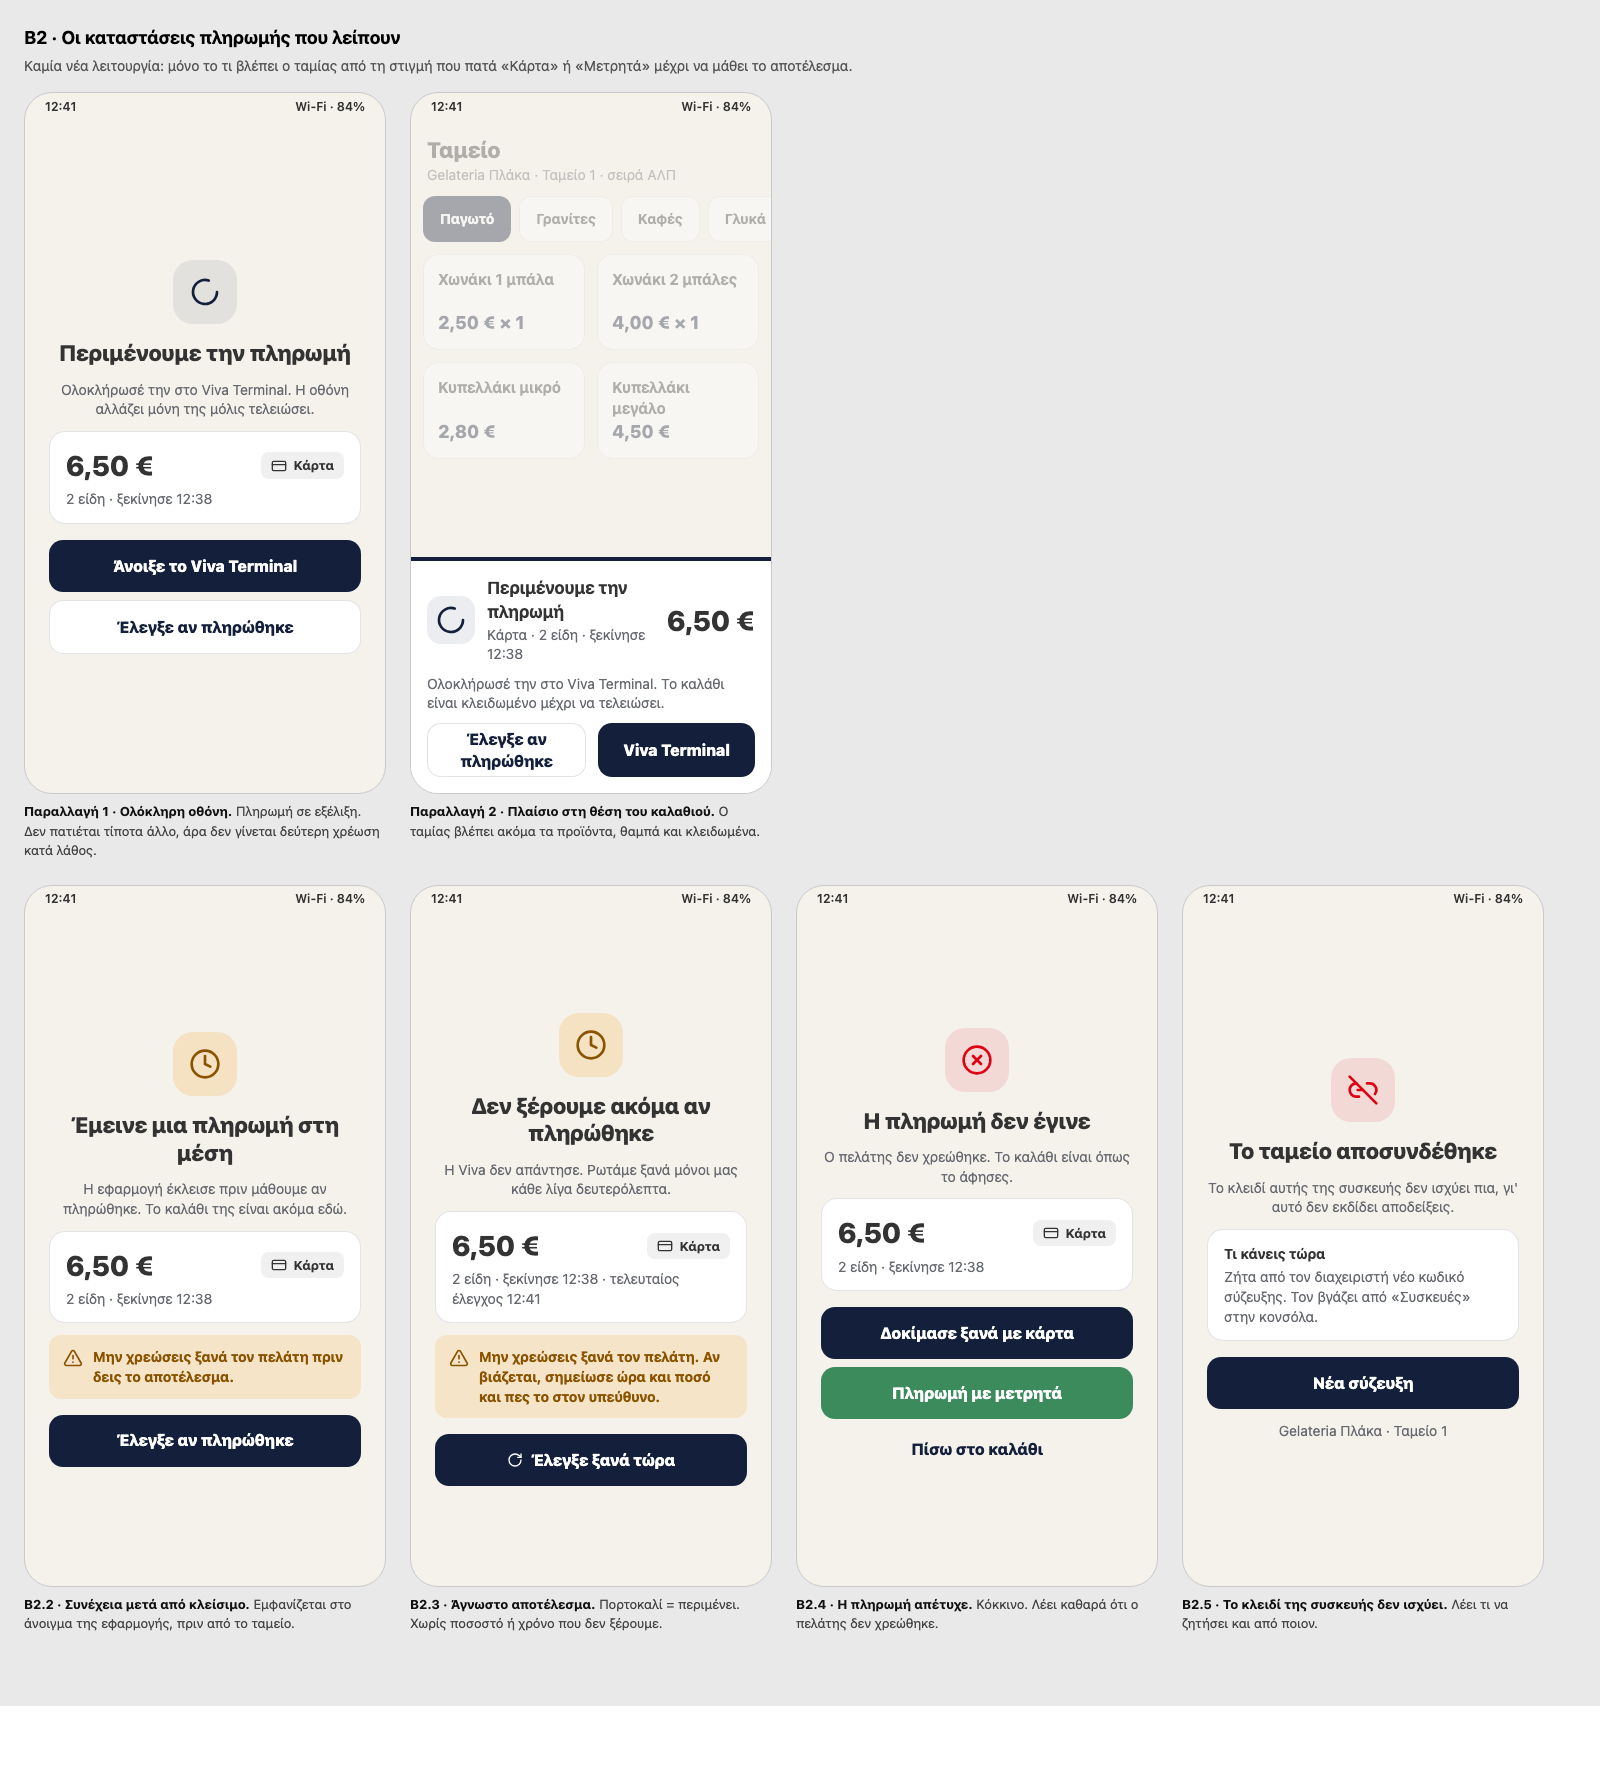 B2 · Οι καταστάσεις πληρωμής που λείπουν
Καμία νέα λειτουργία: μόνο το τι βλέπει ο ταμίας από τη στιγμή που πατά «Κάρτα» ή «Μετρητά» μέχρι να μάθει το αποτέλεσμα.
12:41 Wi-Fi · 84%
Περιμένουμε την πληρωμή
Ολοκλήρωσέ την στο Viva Terminal. Η οθόνη
αλλάζει μόνη της μόλις τελειώσει.
6,50 € Κάρτα
2 είδη · ξεκίνησε 12:38
Άνοιξε το Viva Terminal
Έλεγξε αν πληρώθηκε
Παραλλαγή 1 · Ολόκληρη οθόνη. Πληρωμή σε εξέλιξη.
Δεν πατιέται τίποτα άλλο, άρα δεν γίνεται δεύτερη χρέωση
κατά λάθος.
12:41 Wi-Fi · 84%
Ταμείο
Gelateria Πλάκα · Ταμείο 1 · σειρά ΑΛΠ
Παγωτό Γρανίτες Καφές Γλυκά
Χωνάκι 1 μπάλα Χωνάκι 2 μπάλες
2,50 € × 1 4,00 € × 1
Κυπελλάκι μικρό Κυπελλάκι
μεγάλο
2,80 € 4,50 €
Περιμένουμε την
πληρωμή
6,50 €
Κάρτα · 2 είδη · ξεκίνησε
12:38
Ολοκλήρωσέ την στο Viva Terminal. Το καλάθι
είναι κλειδωμένο μέχρι να τελειώσει.
Έλεγξε αν
πληρώθηκε
Viva Terminal
Παραλλαγή 2 · Πλαίσιο στη θέση του καλαθιού. Ο
ταμίας βλέπει ακόμα τα προϊόντα, θαμπά και κλειδωμένα.
12:41 Wi-Fi · 84%
Έμεινε μια πληρωμή στη
μέση
Η εφαρμογή έκλεισε πριν μάθουμε αν
πληρώθηκε. Το καλάθι της είναι ακόμα εδώ.
6,50 € Κάρτα
2 είδη · ξεκίνησε 12:38
Μην χρεώσεις ξανά τον πελάτη πριν
δεις το αποτέλεσμα.
Έλεγξε αν πληρώθηκε
B2.2 · Συνέχεια μετά από κλείσιμο. Εμφανίζεται στο
άνοιγμα της εφαρμογής, πριν από το ταμείο.
12:41 Wi-Fi · 84%
Δεν ξέρουμε ακόμα αν
πληρώθηκε
Η Viva δεν απάντησε. Ρωτάμε ξανά μόνοι μας
κάθε λίγα δευτερόλεπτα.
6,50 € Κάρτα
2 είδη · ξεκίνησε 12:38 · τελευταίος
έλεγχος 12:41
Μην χρεώσεις ξανά τον πελάτη. Αν
βιάζεται, σημείωσε ώρα και ποσό
και πες το στον υπεύθυνο.
Έλεγξε ξανά τώρα
B2.3 · Άγνωστο αποτέλεσμα. Πορτοκαλί = περιμένει.
Χωρίς ποσοστό ή χρόνο που δεν ξέρουμε.
12:41 Wi-Fi · 84%
Η πληρωμή δεν έγινε
Ο πελάτης δεν χρεώθηκε. Το καλάθι είναι όπως
το άφησες.
6,50 € Κάρτα
2 είδη · ξεκίνησε 12:38
Δοκίμασε ξανά με κάρτα
Πληρωμή με μετρητά
Πίσω στο καλάθι
B2.4 · Η πληρωμή απέτυχε. Κόκκινο. Λέει καθαρά ότι ο
πελάτης δεν χρεώθηκε.
12:41 Wi-Fi · 84%
Το ταμείο αποσυνδέθηκε
Το κλειδί αυτής της συσκευής δεν ισχύει πια, γι'
αυτό δεν εκδίδει αποδείξεις.
Τι κάνεις τώρα
Ζήτα από τον διαχειριστή νέο κωδικό
σύζευξης. Τον βγάζει από «Συσκευές»
στην κονσόλα.
Νέα σύζευξη
Gelateria Πλάκα · Ταμείο 1
B2.5 · Το κλειδί της συσκευής δεν ισχύει. Λέει τι να
ζητήσει και από ποιον.